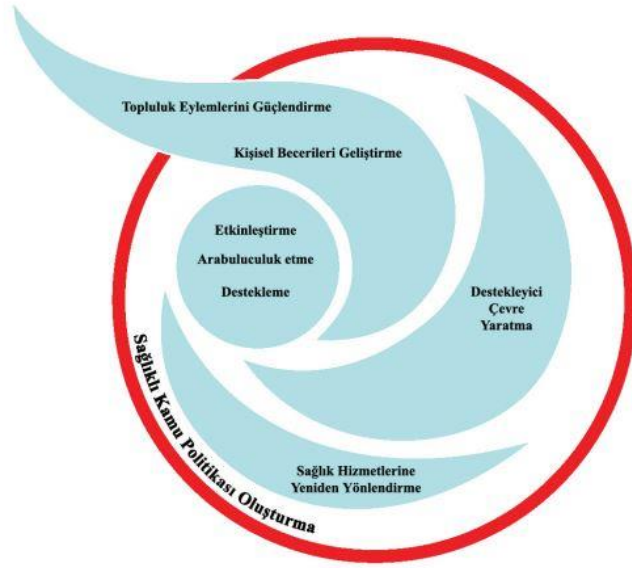 Topluluk Eylemlerini Güçlendirme
Kişisel Becerileri Geliştirme
Etkinleştirme
Arabuluculuk etme
Destekleme
Destekleyici
Çevre
Yaratma
Sağlık Hizmetlerine
Yeniden Yönlendirme
Sağlıklı Kamu Politikası Oluşturma